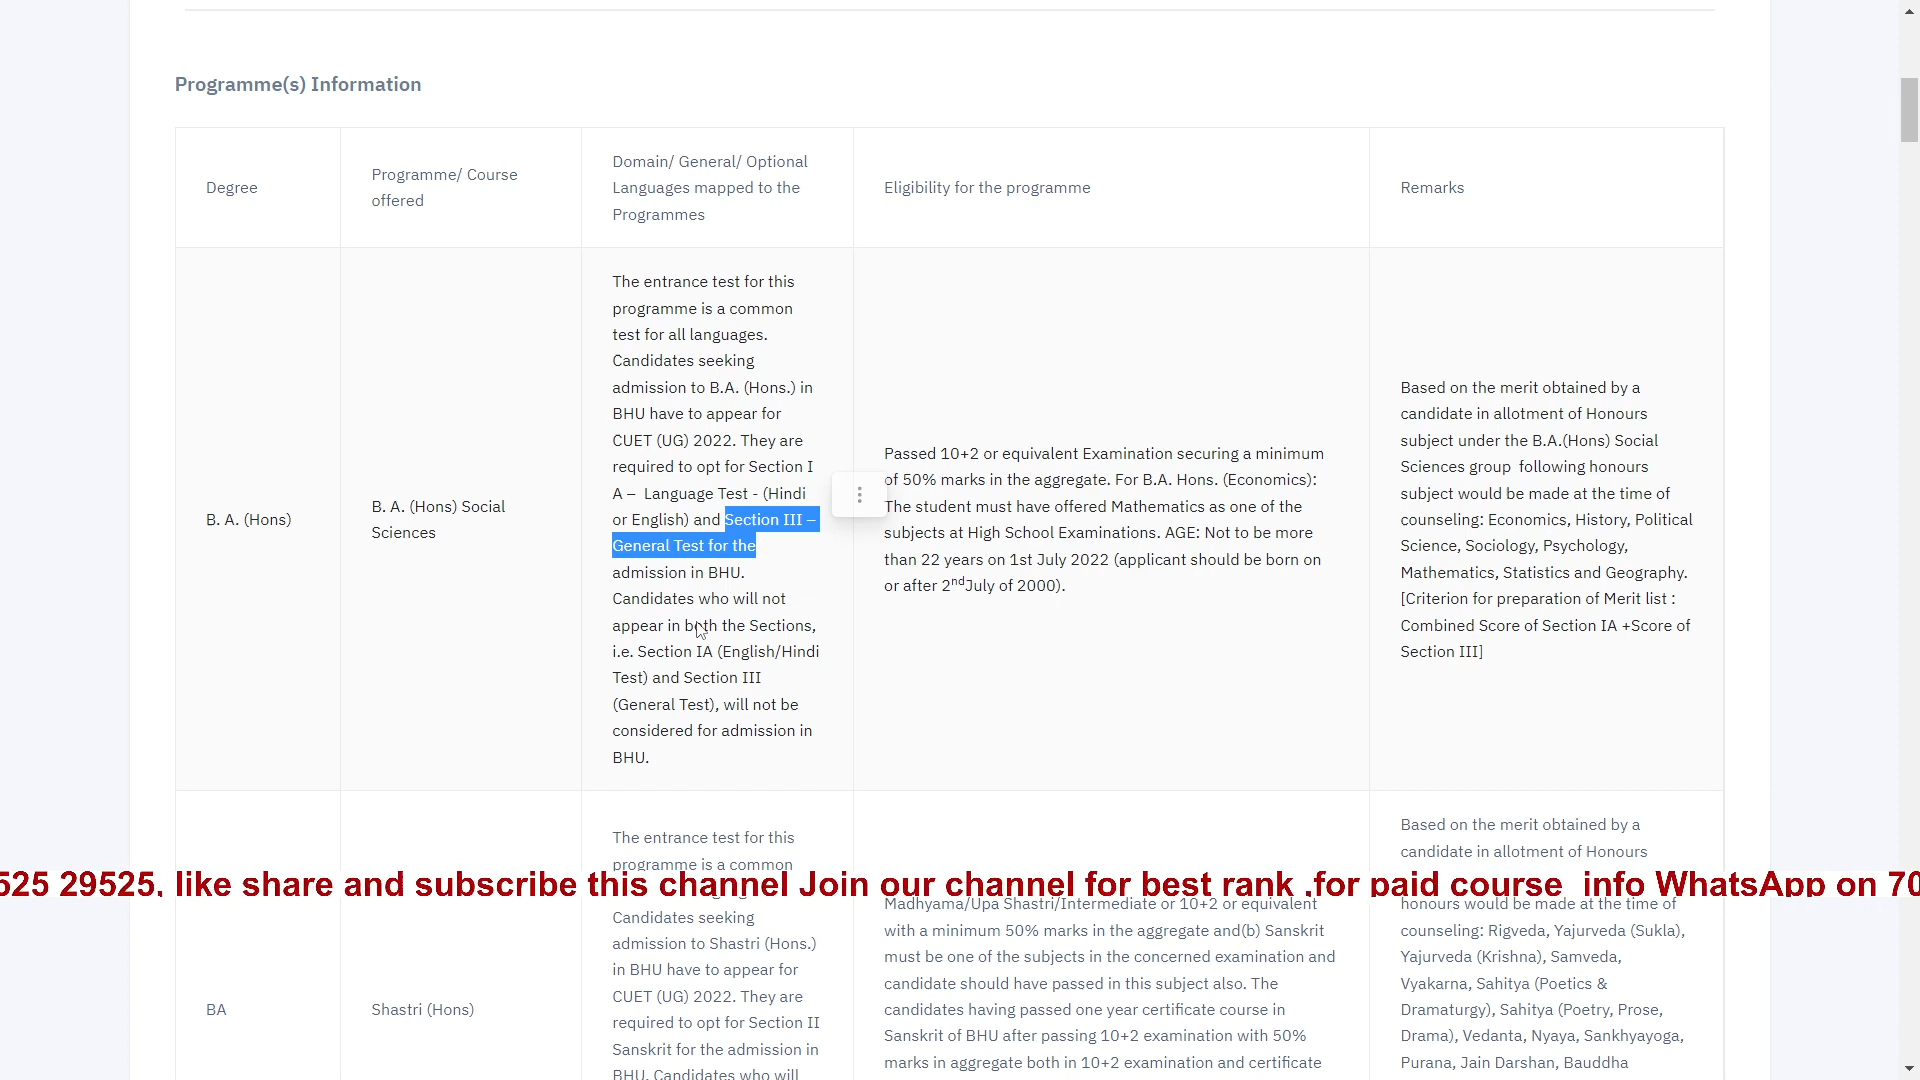 Programme(s) Information
Degree
Programme/ Course
offered
Domain/ General/ Optional
Languages mapped to the
Programmes
Eligibility for the programme
Remarks
B. A. (Hons)
B. A. (Hons) Social
Sciences
The entrance test for this
programme is a common
test for all languages.
Candidates seeking
admission to B.A. (Hons.) in
BHU have to appear for
CUET (UG) 2022. They are
required to opt for Section I
A – Language Test - (Hindi
or English) and Section III –
General Test for the
admission in BHU.
Candidates who will not
appear in both the Sections,
i.e. Section IA (English/Hindi
Test) and Section III
(General Test), will not be
considered for admission in
BHU.
Passed 10+2 or equivalent Examination securing a minimum
of 50% marks in the aggregate. For B.A. Hons. (Economics):
The student must have offered Mathematics as one of the
subjects at High School Examinations. AGE: Not to be more
than 22 years on 1st July 2022 (applicant should be born on
or after 2ndJuly of 2000).
Based on the merit obtained by a
candidate in allotment of Honours
subject under the B.A.(Hons) Social
Sciences group following honours
subject would be made at the time of
counseling: Economics, History, Political
Science, Sociology, Psychology,
Mathematics, Statistics and Geography.
[Criterion for preparation of Merit list :
Combined Score of Section IA +Score of
Section III]
BA
Shastri (Hons)
The entrance test for this
programme is a common
Candidates seeking
admission to Shastri (Hons.)
in BHU have to appear for
CUET (UG) 2022. They are
required to opt for Section II
Sanskrit for the admission in
BHU. Candidates who will
Madhyama/Upa Shastri/Intermediate or 10+2 or equivalent
with a minimum 50% marks in the aggregate and(b) Sanskrit
must be one of the subjects in the concerned examination and
candidate should have passed in this subject also. The
candidates having passed one year certificate course in
Sanskrit of BHU after passing 10+2 examination with 50%
marks in aggregate both in 10+2 examination and certificate
Based on the merit obtained by a
candidate in allotment of Honours
honours would be made at the time of
counseling: Rigveda, Yajurveda (Sukla),
Yajurveda (Krishna), Samveda,
Vyakarna, Sahitya (Poetics &
Dramaturgy), Sahitya (Poetry, Prose,
Drama), Vedanta, Nyaya, Sankhyayoga,
Purana, Jain Darshan, Bauddha
525 29525, like share and subscribe this channel Join our channel for best rank ,for paid course info WhatsApp on 70